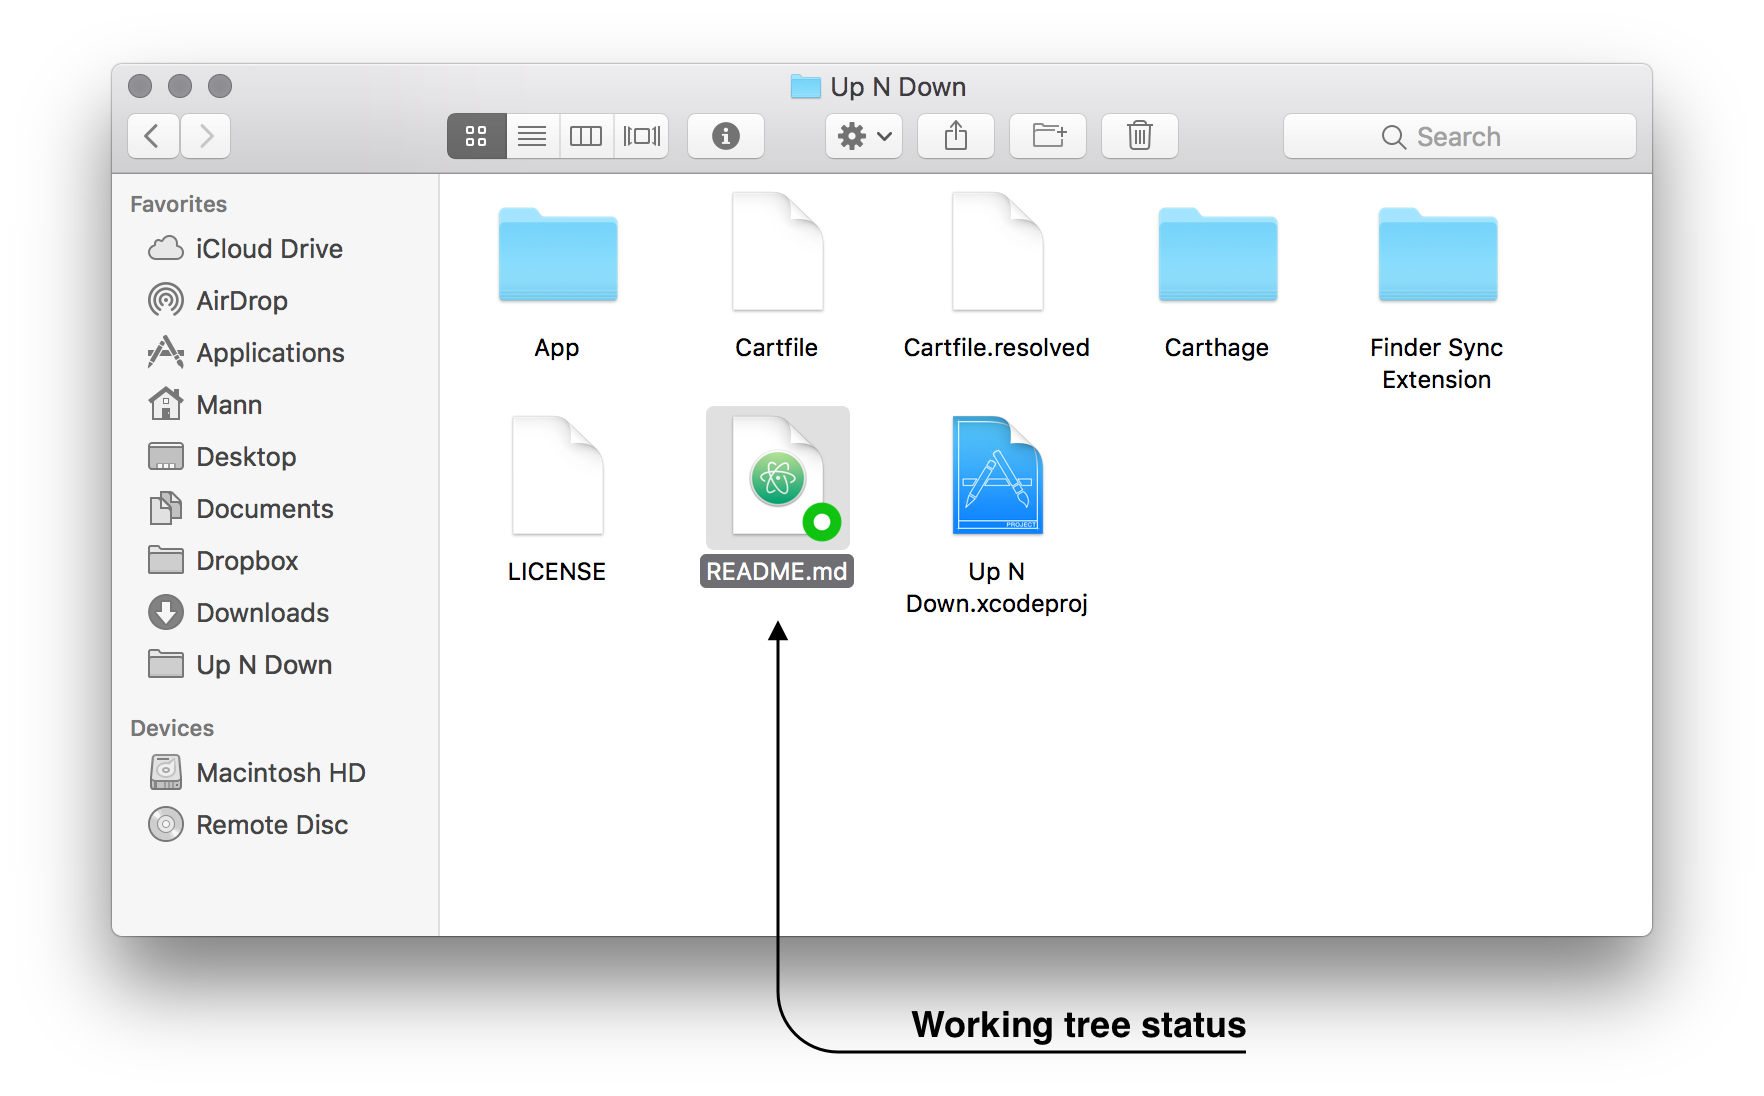 Up N Down
Search
Favorites
iCloud Drive
AirDrop
Applications
Mann
Desktop
Documents
Dropbox
Downloads
Up N Down
Devices
Macintosh HD
Remote Disc
App
Cartfile
Cartfile.resolved
Carthage
Finder Sync
Extension
LICENSE
README.md
PROJECT
Up N
Down.xcodeproj
Working tree status